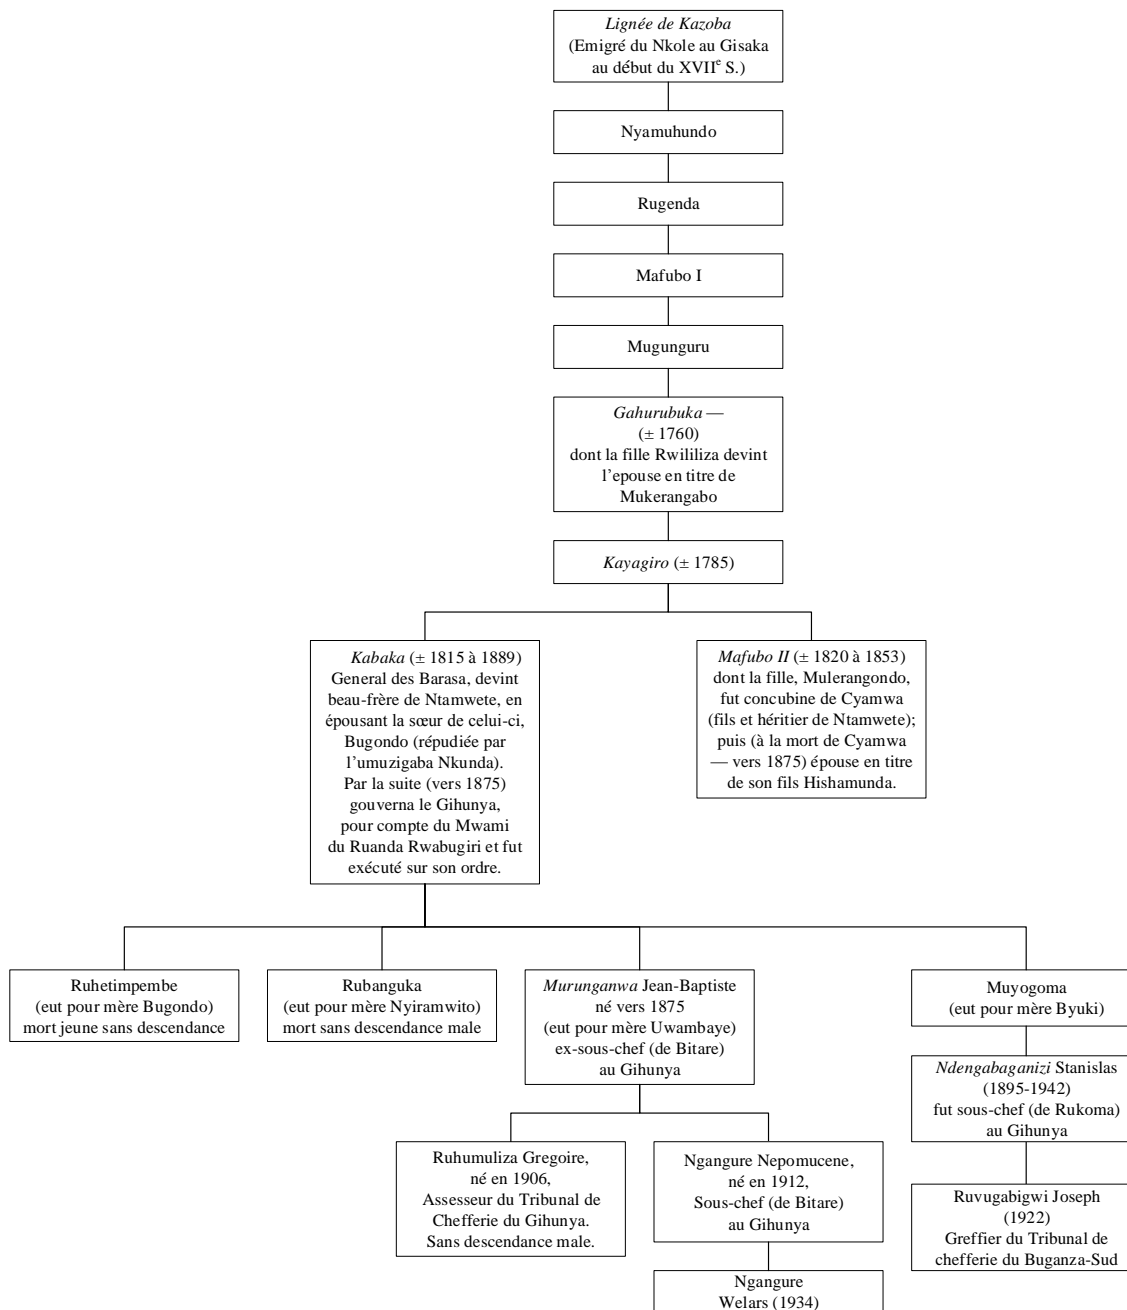 Lignée de Kazoba
(Emigré du Nkole au Gisaka
au début du XVIIe S.)
Nyamuhundo
Rugenda
Mafubo I
Mugunguru
Gahurubuka —
(± 1760)
dont la fille Rwililiza devint
l’epouse en titre de
Mukerangabo
Kayagiro (± 1785)
Kabaka (± 1815 à 1889)
General des Barasa, devint
beau-frère de Ntamwete, en
épousant la sœur de celui-ci,
Bugondo (répudiée par
l’umuzigaba Nkunda).
Par la suite (vers 1875)
gouverna le Gihunya,
pour compte du Mwami
du Ruanda Rwabugiri et fut
exécuté sur son ordre.
Mafubo II (± 1820 à 1853)
dont la fille, Mulerangondo,
fut concubine de Cyamwa
(fils et héritier de Ntamwete);
puis (à la mort de Cyamwa
— vers 1875) épouse en titre
de son fils Hishamunda.
Ruhetimpembe
(eut pour mère Bugondo)
mort jeune sans descendance
Rubanguka
(eut pour mère Nyiramwito)
mort sans descendance male
Murunganwa Jean-Baptiste
né vers 1875
(eut pour mère Uwambaye)
ex-sous-chef (de Bitare)
au Gihunya
Muyogoma
(eut pour mère Byuki)
Ndengabaganizi Stanislas
(1895-1942)
fut sous-chef (de Rukoma)
au Gihunya
Ruhumuliza Gregoire,
né en 1906,
Assesseur du Tribunal de
Chefferie du Gihunya.
Sans descendance male.
Ngangure Nepomucene,
né en 1912,
Sous-chef (de Bitare)
au Gihunya
Ruvugabigwi Joseph
(1922)
Greffier du Tribunal de
chefferie du Buganza-Sud
Ngangure
Welars (1934)